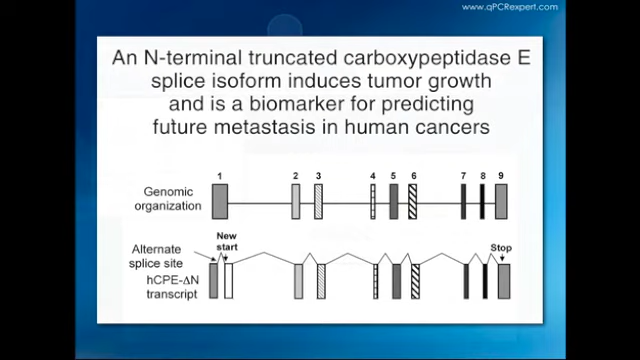 www.qPCRexpert.com
An N-terminal truncated carboxypeptidase E
splice isoform induces tumor growth
and is a biomarker for predicting
future metastasis in human cancers
1 2 3 4 5 6 7 8 9
Genomic
organization
New
start
Stop
Alternate
splice site
hCPE-ΔN
transcript